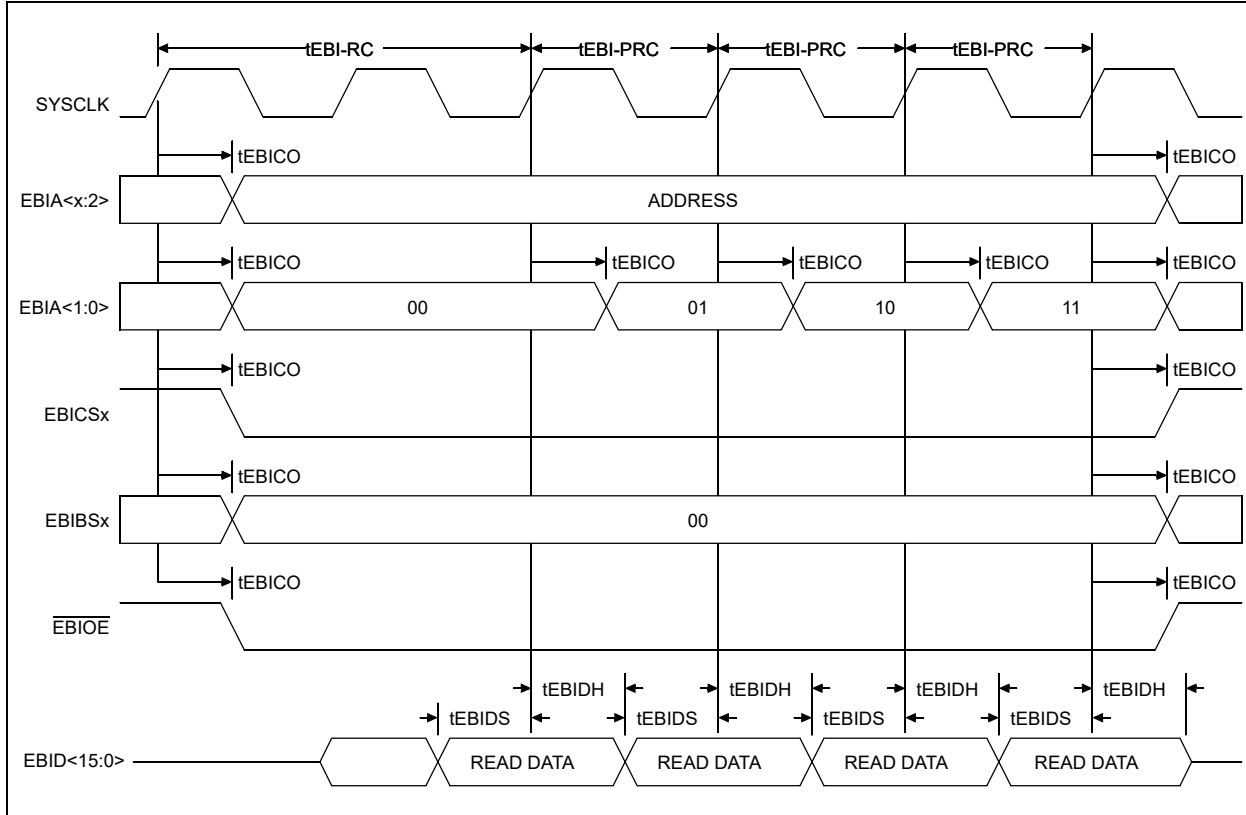 tEBI-RC tEBI-PRC tEBI-PRC tEBI-PRC
SYSCLK
tEBICO tEBICO
EBIA<x:2> ADDRESS
tEBICO tEBICO tEBICO tEBICO tEBICO
EBIA<1:0> 00 01 10 11
tEBICO tEBICO
EBICSx
tEBICO tEBICO
EBIBSx 00
tEBICO tEBICO
EBIOE
tEBIDH tEBIDH tEBIDH tEBIDH
tEBIDS tEBIDS tEBIDS tEBIDS
EBID<15:0> READ DATA READ DATA READ DATA READ DATA